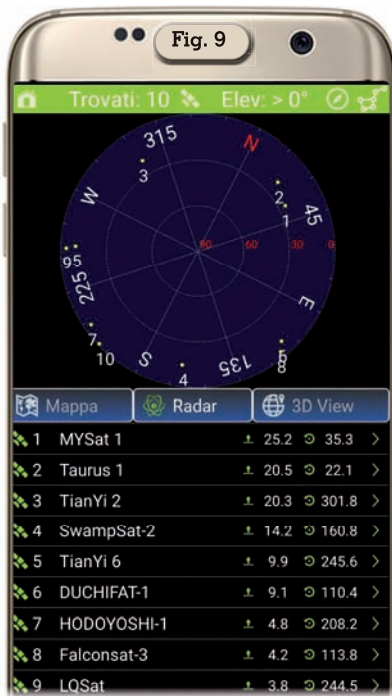 Fig. 9
Trovati: 10 Elev: > 0°
315
N
3
W
2
1
45
90 60 30 0
95
225
E
7
10
S
4
135
6
8
Mappa Radar 3D View
1 MYSat 1 25.2 35.3 >
2 Taurus 1 20.5 22.1 >
3 TianYi 2 20.3 301.8 >
4 SwampSat-2 14.2 160.8 >
5 TianYi 6 9.9 245.6 >
6 DUCHIFAT-1 9.1 110.4 >
7 HODOYOSHI-1 4.8 208.2 >
8 Falconsat-3 4.2 113.8 >
9 LQSat 3.8 244.5 >